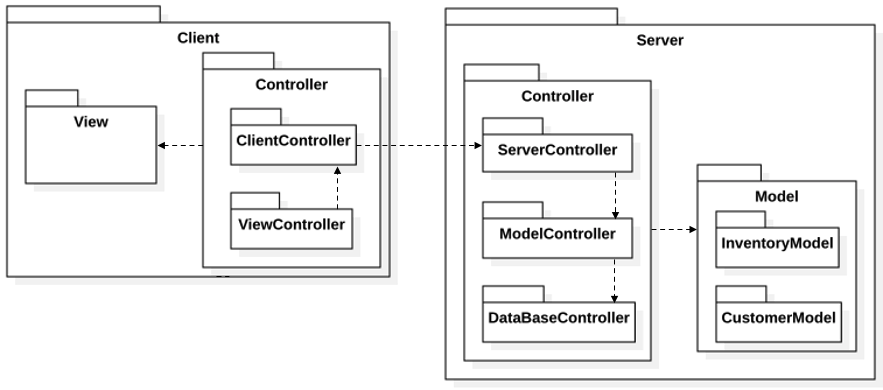 Client
View
Controller
ClientController
ViewController
Server
Controller
ServerController
ModelController
DataBaseController
Model
InventoryModel
CustomerModel